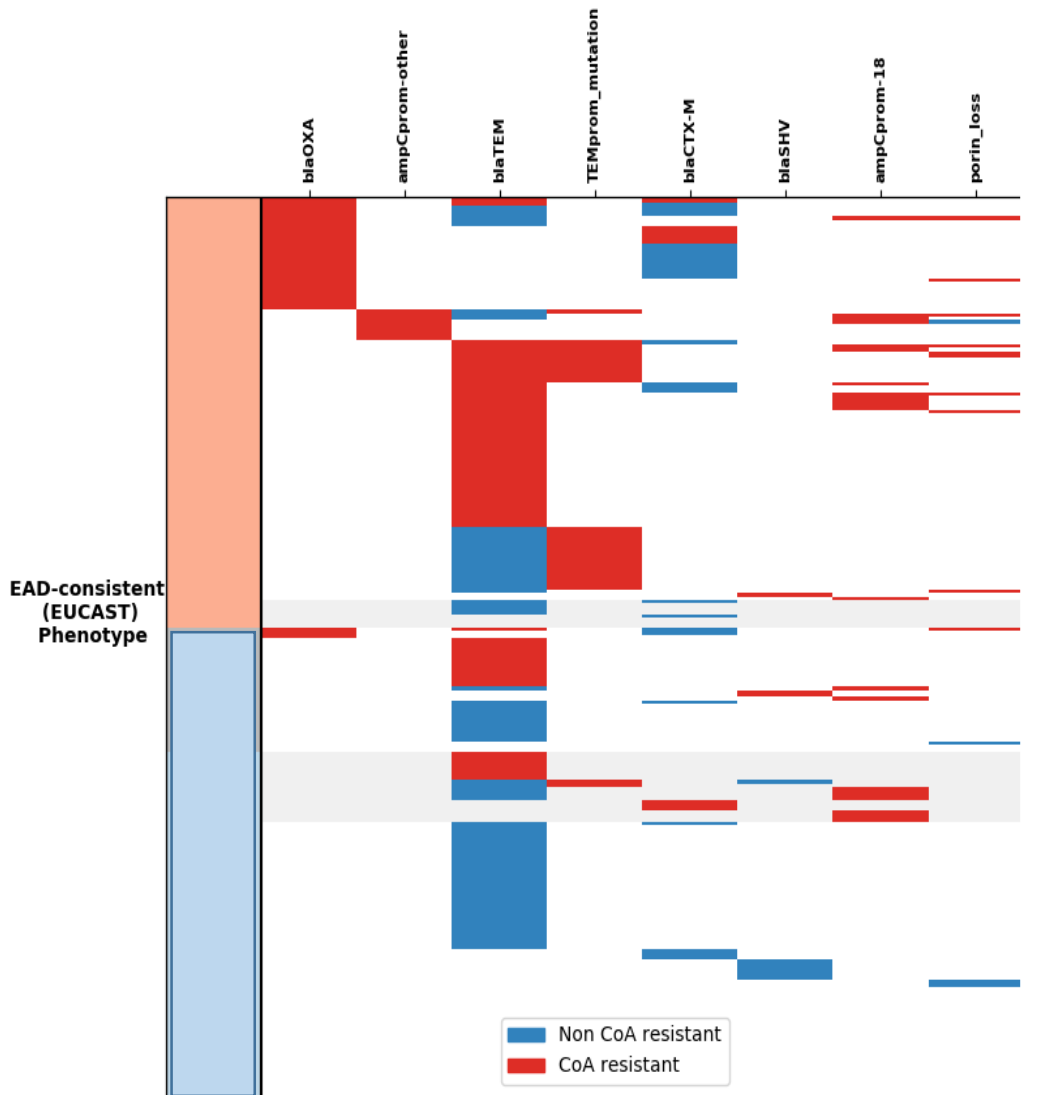 blaOXA
ampCprom-other
blaTEM
TEMprom_mutation
blaCTX-M
blaSHV
ampCprom-18
porin_loss
EAD-consistent
(EUCAST)
Phenotype
Non CoA resistant
CoA resistant